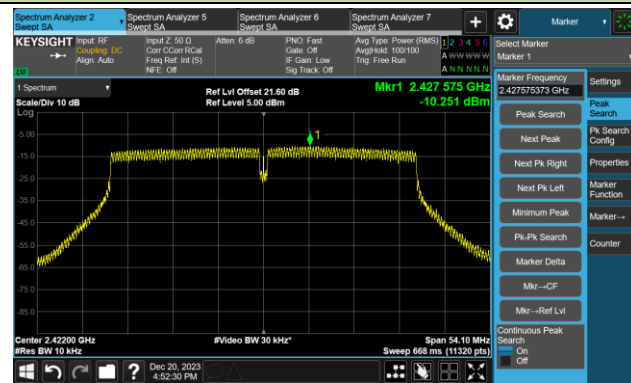 Spectrum Analyzer 2
Swept SA
Spectrum Analyzer 5
Swept SA
Spectrum Analyzer 6
Swept SA
Spectrum Analyzer 7
Swept SA
Marker
KEYSIGHT
Input: RF
Coupling: DC
Align: Auto
Input Z: 50 Ω
Corr CCorr RCal
Freq Ref: Int (S)
NFE: Off
Atten: 6 dB
PNO: Fast
Gate: Off
IF Gain: Low
Sig Track: Off
Avg Type: Power (RMS)
Avg|Hold: 100/100
Trig: Free Run
1 2 3 4 5 6
A W W W W W
A N N N N N
Select Marker
Marker 1
1 Spectrum
Scale/Div 10 dB
Log
Ref Lvl Offset 21.60 dB
Ref Level 5.00 dBm
Mkr1 2.427 575 GHz
-10.251 dBm
-5.00
-15.0
-25.0
-35.0
-45.0
-55.0
-65.0
-75.0
-85.0
1
Center 2.42200 GHz
#Res BW 10 kHz
#Video BW 30 kHz*
Span 54.10 MHz
Sweep 668 ms (11320 pts)
Marker Frequency
2.427575373 GHz
Peak Search
Next Peak
Next Pk Right
Next Pk Left
Minimum Peak
Pk-Pk Search
Marker Delta
Mkr→CF
Mkr→Ref Lvl
Continuous Peak
Search
On
Off
Settings
Peak
Search
Pk Search
Config
Properties
Marker
Function
Marker→
Counter
Dec 20, 2023
4:52:30 PM